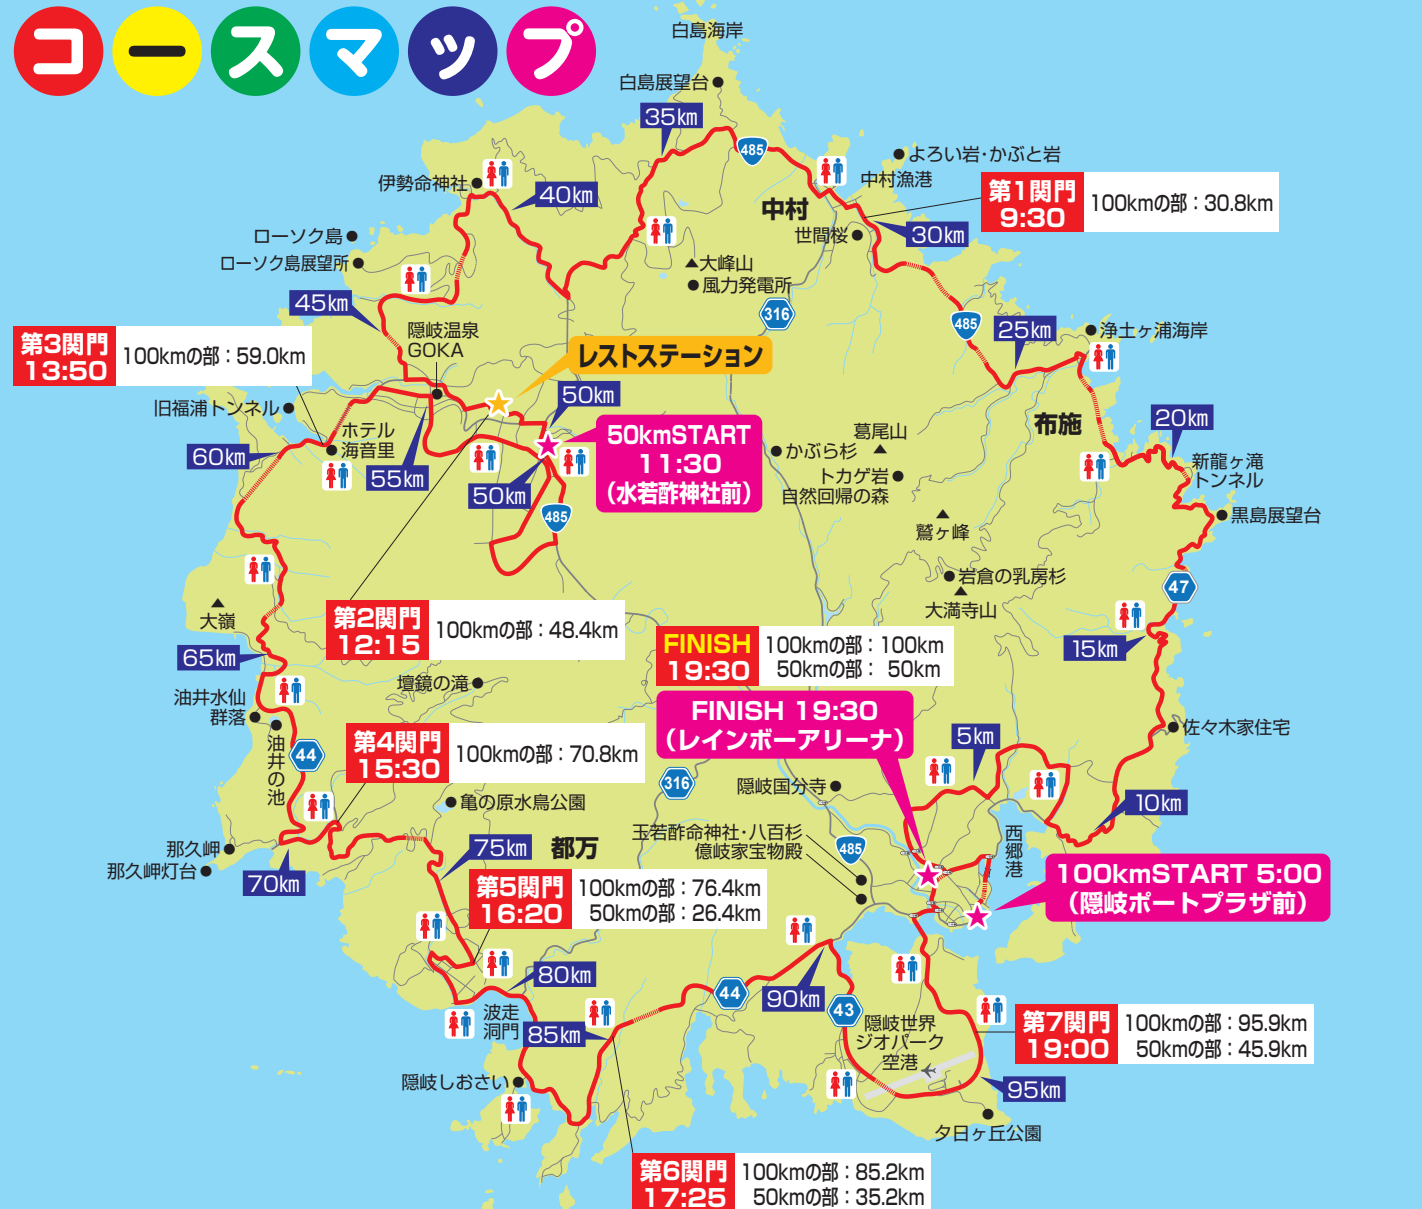 コースマップ
白島海岸
白島展望台
35km
485
よろい岩・かぶと岩
中村漁港
伊勢命神社
40km
中村
第1関門
9:30
100kmの部：30.8km
世間桜
30km
ローソク島
ローソク島展望所
大峰山
風力発電所
316
485
45km
25km
浄土ヶ浦海岸
隠岐温泉
GOKA
第3関門
13:50
100kmの部：59.0km
レストステーション
50km
旧福浦トンネル
ホテル
海音里
60km
55km
50km
50kmSTART
11:30
（水若酢神社前）
485
布施
20km
葛尾山
かぶら杉
トカゲ岩
自然回帰の森
新龍ヶ滝
トンネル
黒島展望台
鷲ヶ峰
岩倉の乳房杉
大満寺山
47
大嶺
第2関門
12:15
100kmの部：48.4km
15km
65km
FINISH
19:30
100kmの部：100km
50kmの部： 50km
壇鏡の滝
油井水仙
群落
油井の池
44
FINISH 19:30
（レインボーアリーナ）
佐々木家住宅
5km
第4関門
15:30
100kmの部：70.8km
316
隠岐国分寺
10km
亀の原水鳥公園
玉若酢命神社・八百杉
億岐家宝物殿
485
西郷港
那久岬
那久岬灯台
70km
75km
都万
第5関門
16:20
100kmの部：76.4km
50kmの部：26.4km
100kmSTART 5:00
（隠岐ポートプラザ前）
80km
44
90km
43
波走
洞門
85km
隠岐世界
ジオパーク
空港
第7関門
19:00
100kmの部：95.9km
50kmの部：45.9km
隠岐しおさい
95km
夕日ヶ丘公園
第6関門
17:25
100kmの部：85.2km
50kmの部：35.2km